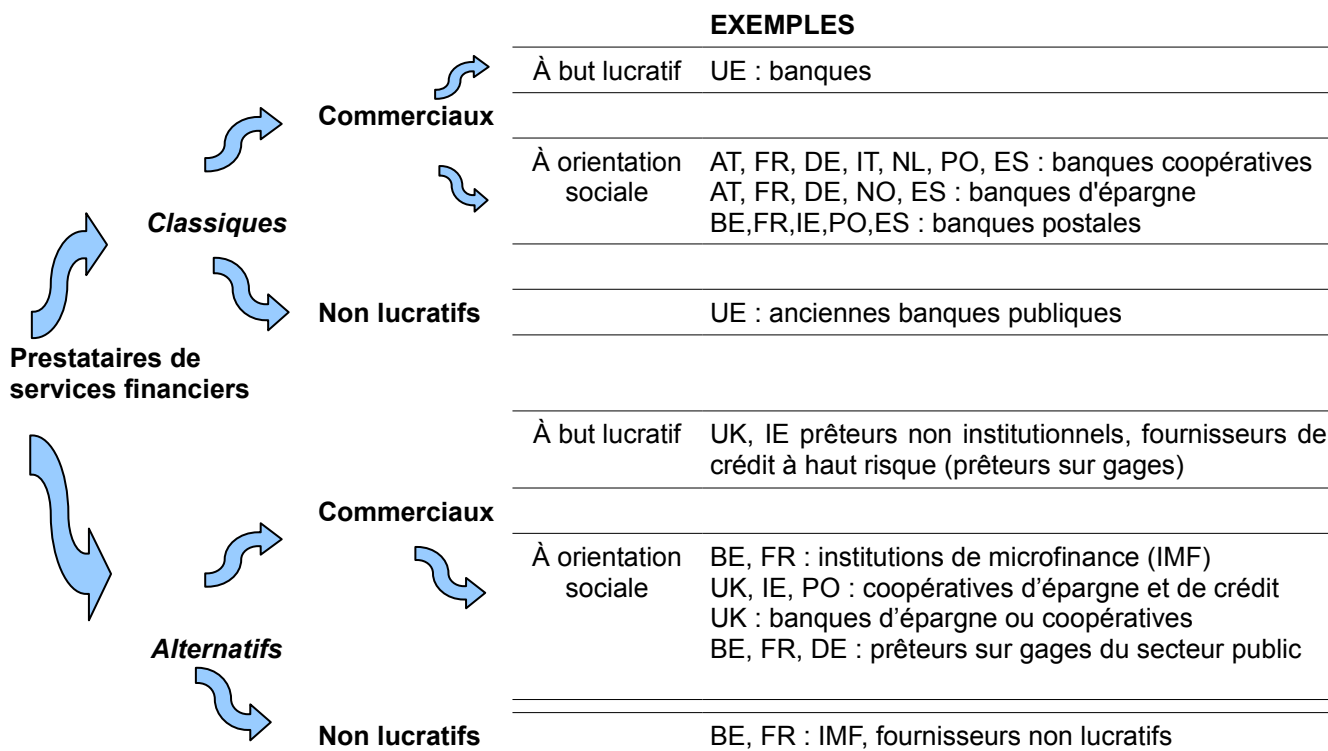 EXEMPLES
À but lucratif UE : banques
Commerciaux
À orientation sociale AT, FR, DE, IT, NL, PO, ES : banques coopératives
AT, FR, DE, NO, ES : banques d'épargne
BE,FR,IE,PO,ES : banques postales
Classiques
Non lucratifs UE : anciennes banques publiques
Prestataires de
services financiers
À but lucratif UK, IE prêteurs non institutionnels, fournisseurs de
crédit à haut risque (prêteurs sur gages)
Commerciaux
À orientation sociale BE, FR : institutions de microfinance (IMF)
UK, IE, PO : coopératives d’épargne et de crédit
UK : banques d’épargne ou coopératives
BE, FR, DE : prêteurs sur gages du secteur public
Alternatifs
Non lucratifs BE, FR : IMF, fournisseurs non lucratifs